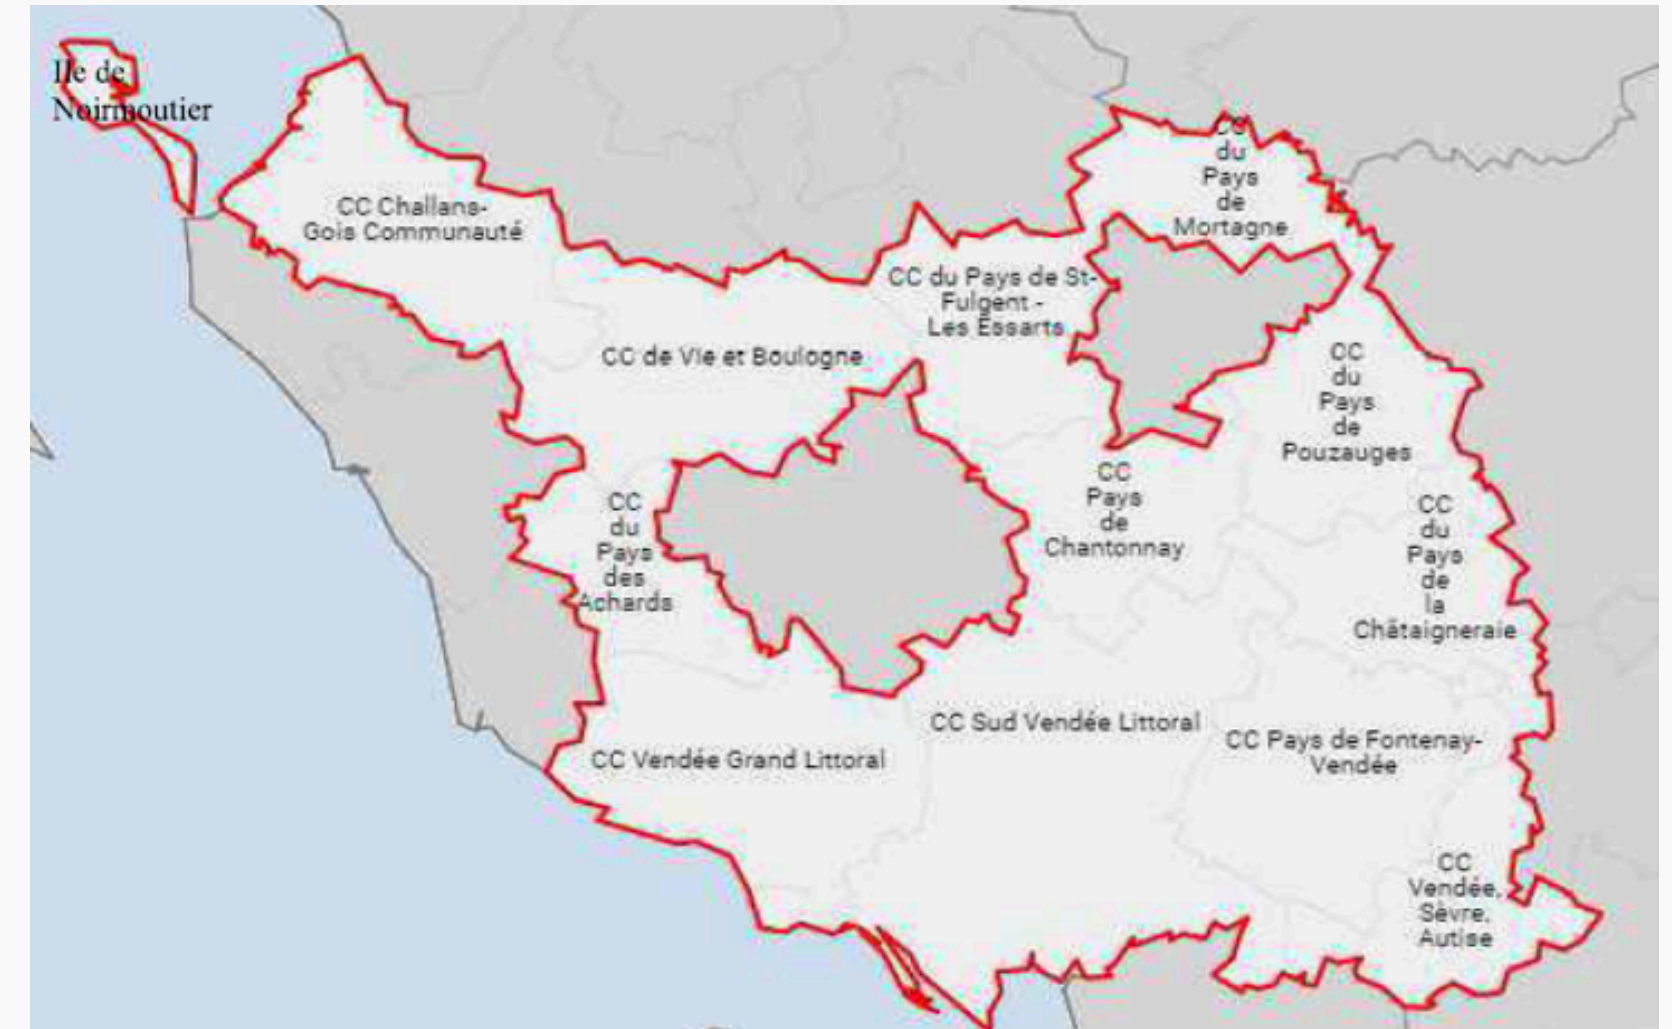 Ile de
Noirmoutier
CC Challans-
Gois Communauté
CC
du
Pays
de
Mortagne
CC du Pays de St-
Fulgent -
Les Essarts
CC de Vie et Boulogne
CC
du
Pays
de
Pouzauges
CC
du
Pays
des
Achards
CC
Pays
de
Chantonnay
CC
du
Pays
de
la
Châtaigneraie
CC Vendée Grand Littoral
CC Sud Vendée Littoral
CC Pays de Fontenay-
Vendée
CC
Vendée,
Sèvre,
Autise